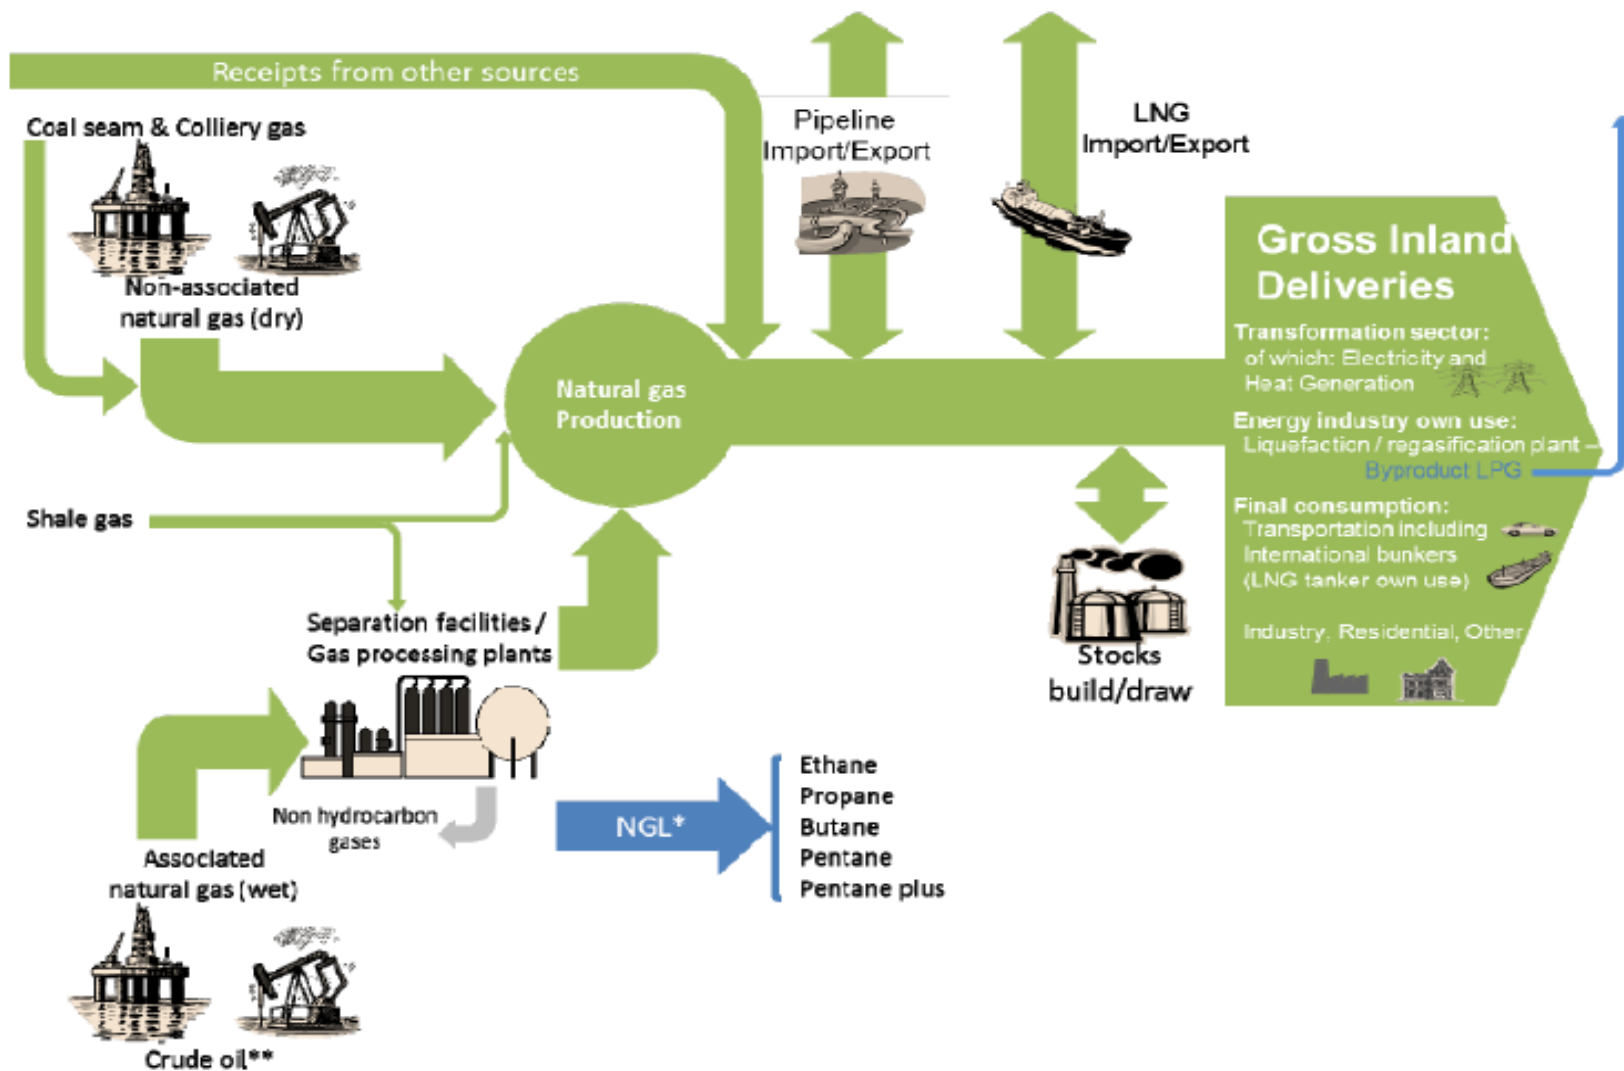 Receipts from other sources
Coal seam & Colliery gas
Non-associated
natural gas (dry)
Pipeline
Import/Export
LNG
Import/Export
Natural gas
Production
Shale gas
Separation facilities /
Gas processing plants
Non hydrocarbon
gases
Associated
natural gas (wet)
Crude oil**
NGL*
Ethane
Propane
Butane
Pentane
Pentane plus
Stocks
build/draw
Gross Inland
Deliveries
Transformation sector:
of which: Electricity and
Heat Generation
Energy industry own use:
Liquefaction / regasification plant –
Byproduct LPG
Final consumption:
Transportation including
International bunkers
(LNG tanker own use)
Industry, Residential, Other